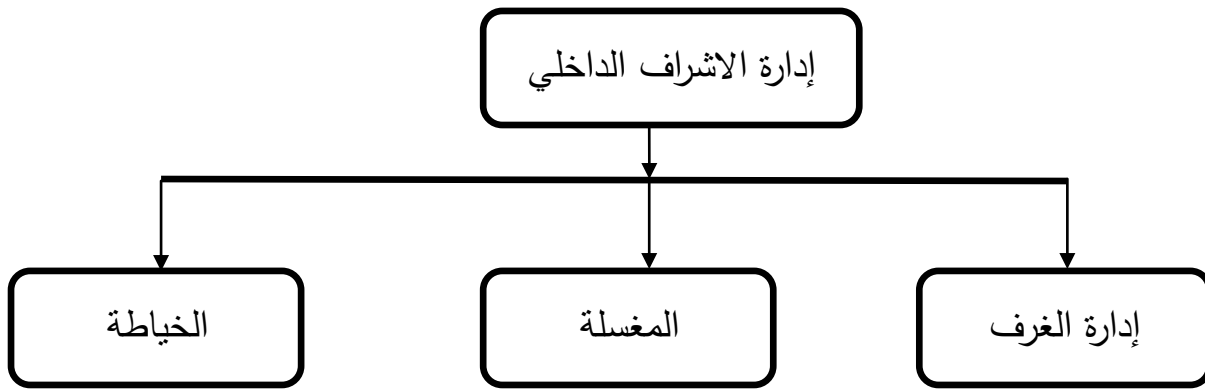 إدارة الاشراف الداخلي
إدارة الغرف
المغسلة
الخياطة